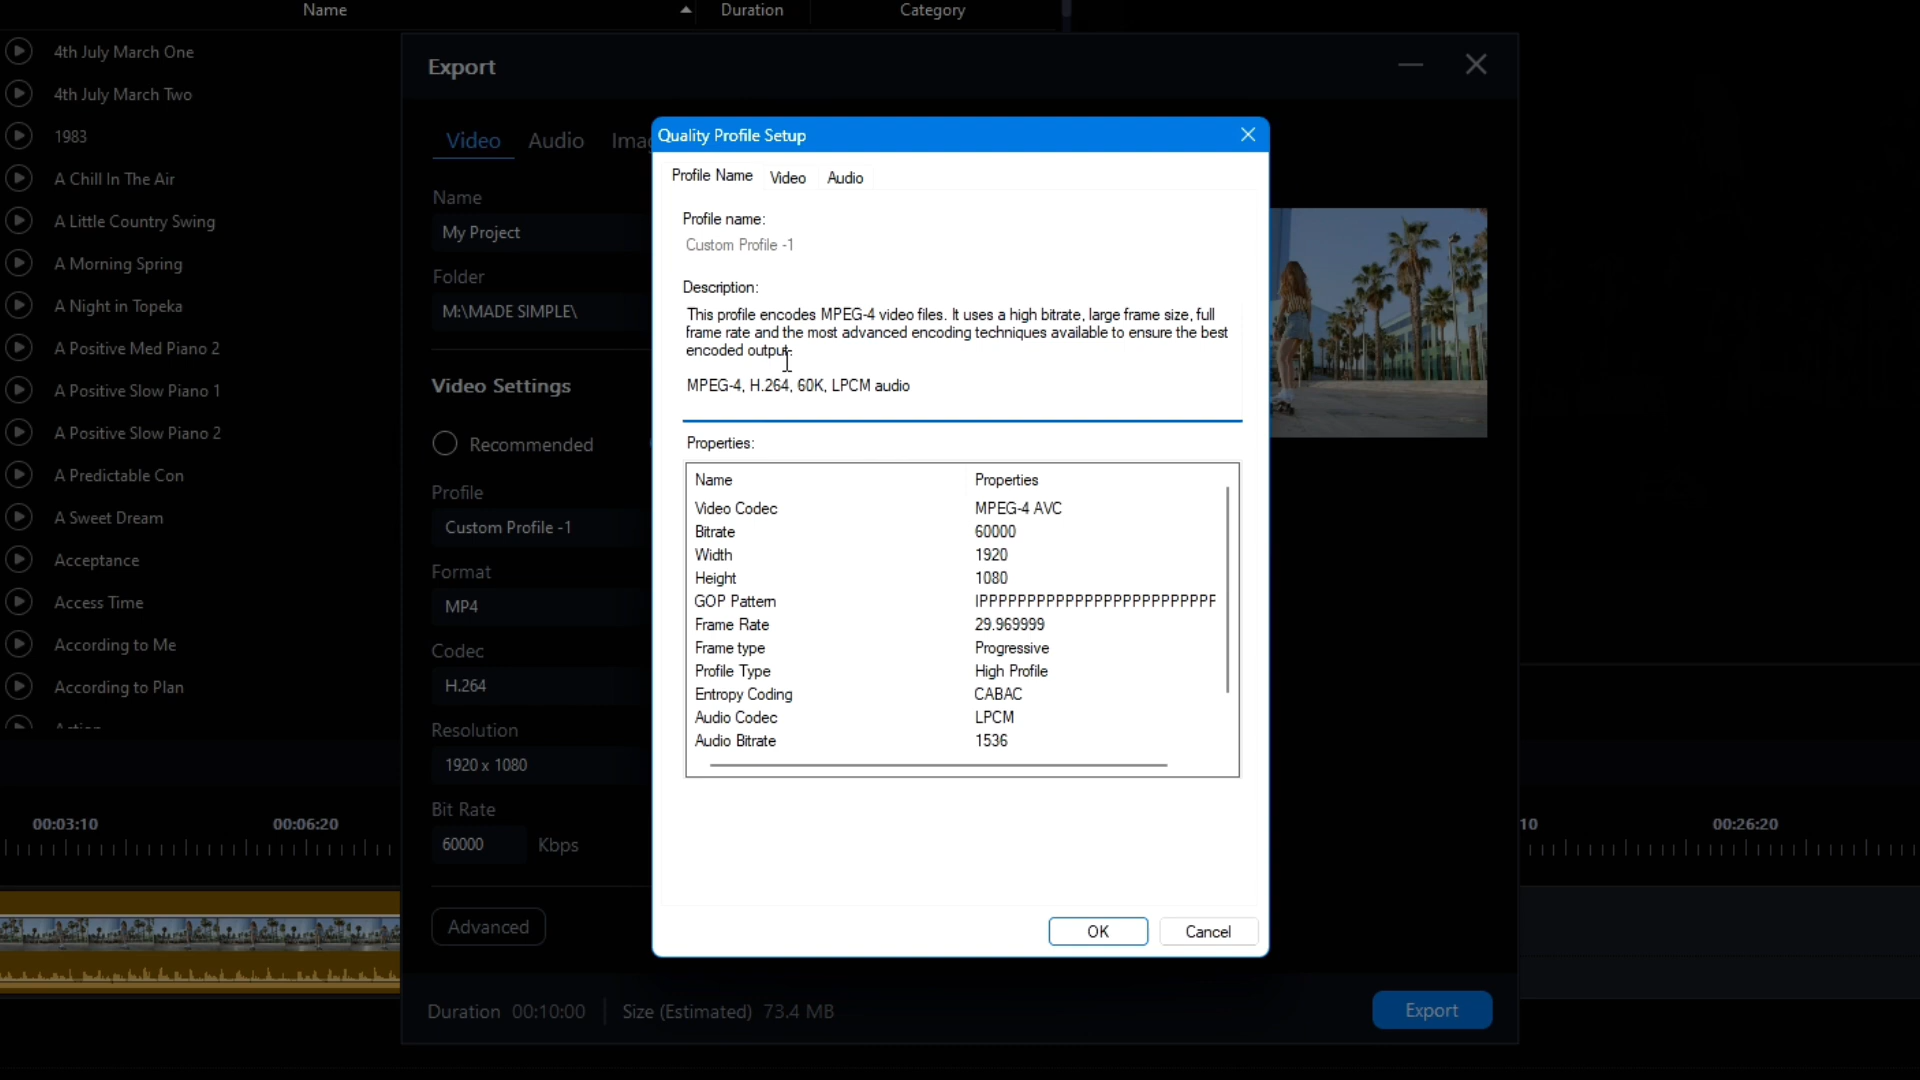 Name Duration Category
4th July March One
4th July March Two
1983
A Chill In The Air
A Little Country Swing
A Morning Spring
A Night in Topeka
A Positive Med Piano 2
A Positive Slow Piano 1
A Positive Slow Piano 2
A Predictable Con
A Sweet Dream
Acceptance
Access Time
According to Me
According to Plan
Export
Video Audio Imag
Name
My Project
Folder
M:\MADE SIMPLE\
Video Settings
Recommended
Profile
Custom Profile -1
Format
MP4
Codec
H.264
Resolution
1920 x 1080
Bit Rate
60000 Kbps
Advanced
Duration 00:10:00 Size (Estimated) 73.4 MB
Export
Quality Profile Setup
Profile Name Video Audio
Profile name:
Custom Profile -1
Description:
This profile encodes MPEG-4 video files. It uses a high bitrate, large frame size, full
frame rate and the most advanced encoding techniques available to ensure the best
encoded output.
MPEG-4, H.264, 60K, LPCM audio
Properties:
Name Properties
Video Codec MPEG-4 AVC
Bitrate 60000
Width 1920
Height 1080
GOP Pattern IPPPPPPPPPPPPPPPPPPPPPPPPP
Frame Rate 29.969999
Frame type Progressive
Profile Type High Profile
Entropy Coding CABAC
Audio Codec LPCM
Audio Bitrate 1536
OK Cancel
00:03:10 00:06:20 10 00:26:20